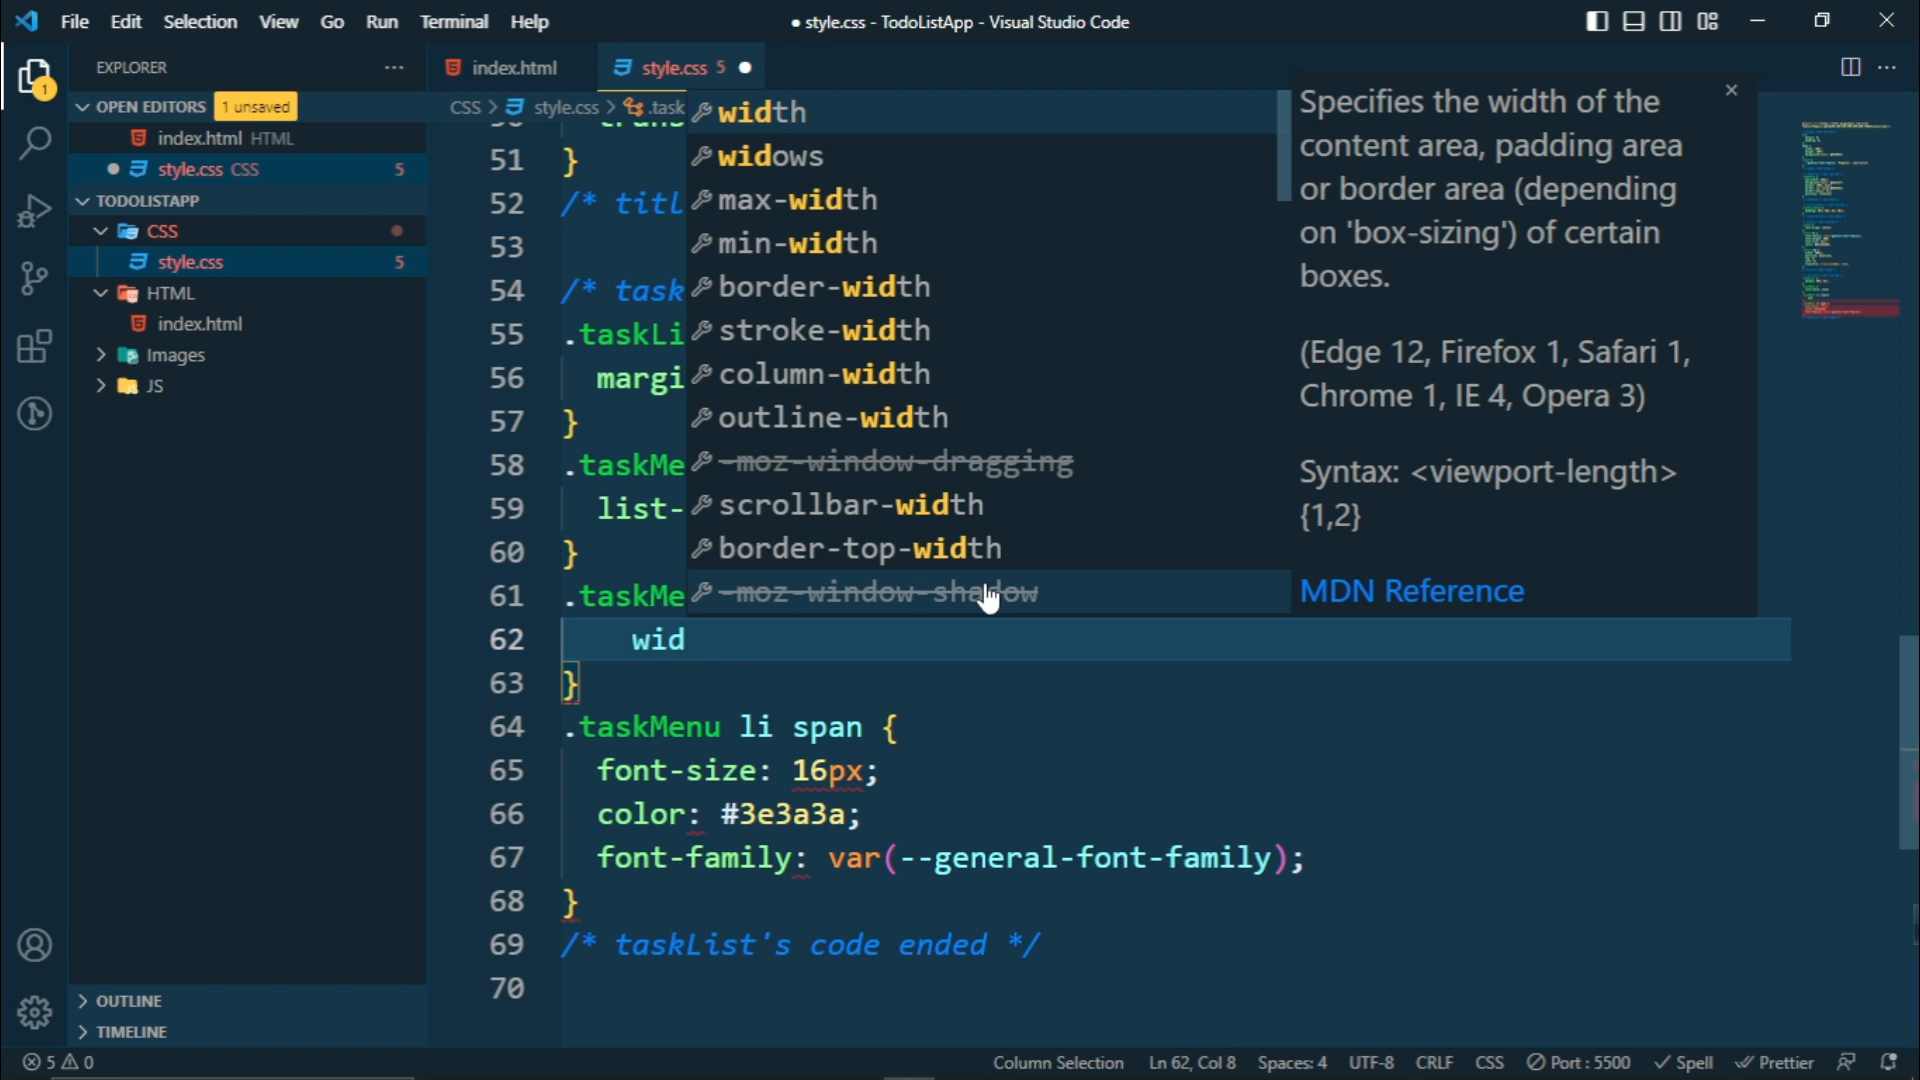 File Edit Selection View Go Run Terminal Help
● style.css - TodoListApp - Visual Studio Code
EXPLORER
OPEN EDITORS 1 unsaved
index.html HTML
style.css CSS 5
TODOLISTAPP
CSS
style.css 5
HTML
index.html
Images
JS
OUTLINE
TIMELINE
1
index.html
style.css 5
CSS > style.css > .task
51 }
52 /* titl
53
54 /* task
55 .taskLi
56 margi
57 }
58 .taskMe
59 list-
60 }
61 .taskMe
62 wid
63 }
64 .taskMenu li span {
65 font-size: 16px;
66 color: #3e3a3a;
67 font-family: var(--general-font-family);
68 }
69 /* taskList's code ended */
70
width
widows
max-width
min-width
border-width
stroke-width
column-width
outline-width
-moz-window-dragging
scrollbar-width
border-top-width
-moz-window-shadow
Specifies the width of the
content area, padding area
or border area (depending
on 'box-sizing') of certain
boxes.
(Edge 12, Firefox 1, Safari 1,
Chrome 1, IE 4, Opera 3)
Syntax: <viewport-length>
{1,2}
MDN Reference
5 0
Column Selection Ln 62, Col 8 Spaces: 4 UTF-8 CRLF CSS Port : 5500 Spell Prettier